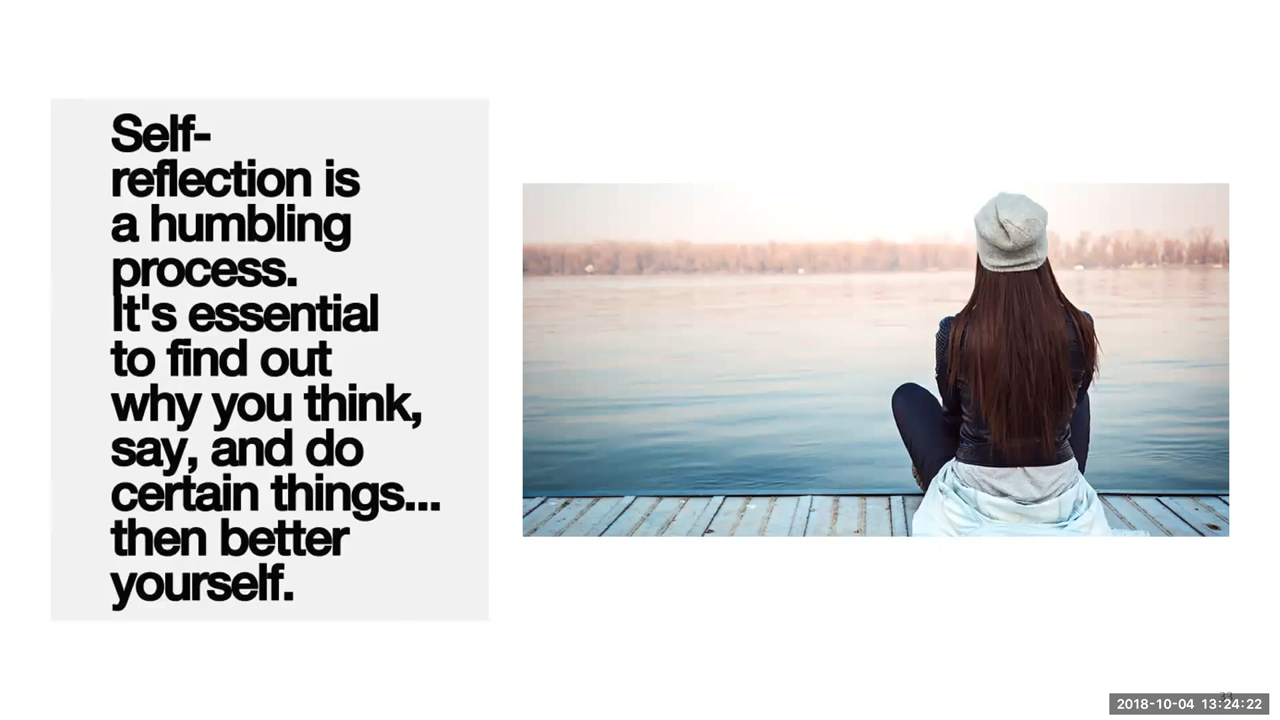 Self-
reflection is
a humbling
process.
It's essential
to find out
why you think,
say, and do
certain things...
then better
yourself.
33
2018-10-04 13:24:22